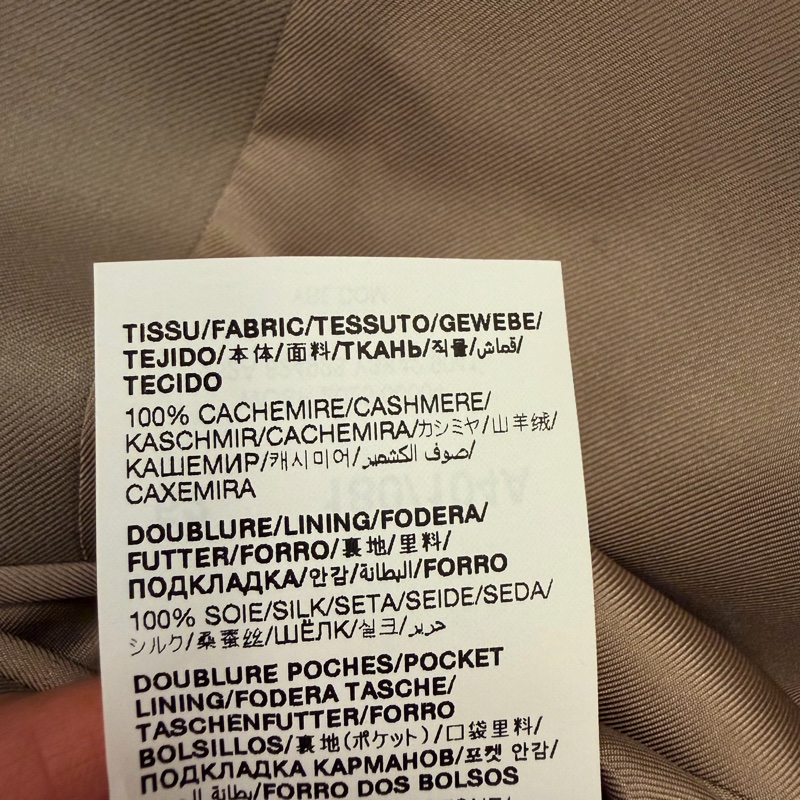 TISSU/FABRIC/TESSUTO/GEWEBE/
TEJIDO/本体/面料/ТКАНЬ/직물/قماش/
TECIDO
100% CACHEMIRE/CASHMERE/
KASCHMIR/CACHEMIRA/カシミヤ/山羊绒/
КАШЕМИР/캐시미어/صوف الكشمير/
CAXEMIRA
DOUBLURE/LINING/FODERA/
FUTTER/FORRO/裏地/里料/
ПОДКЛАДКА/안감/البطانة/FORRO
100% SOIE/SILK/SETA/SEIDE/SEDA/
シルク/桑蚕丝/ШЁЛК/실크/حرير/
DOUBLURE POCHES/POCKET
LINING/FODERA TASCHE/
TASCHENFUTTER/FORRO
BOLSILLOS/裏地(ポケット)/口袋里料/
ПОДКЛАДКА КАРМАНОВ/포켓 안감/
بطانة/FORRO DOS BOLSOS